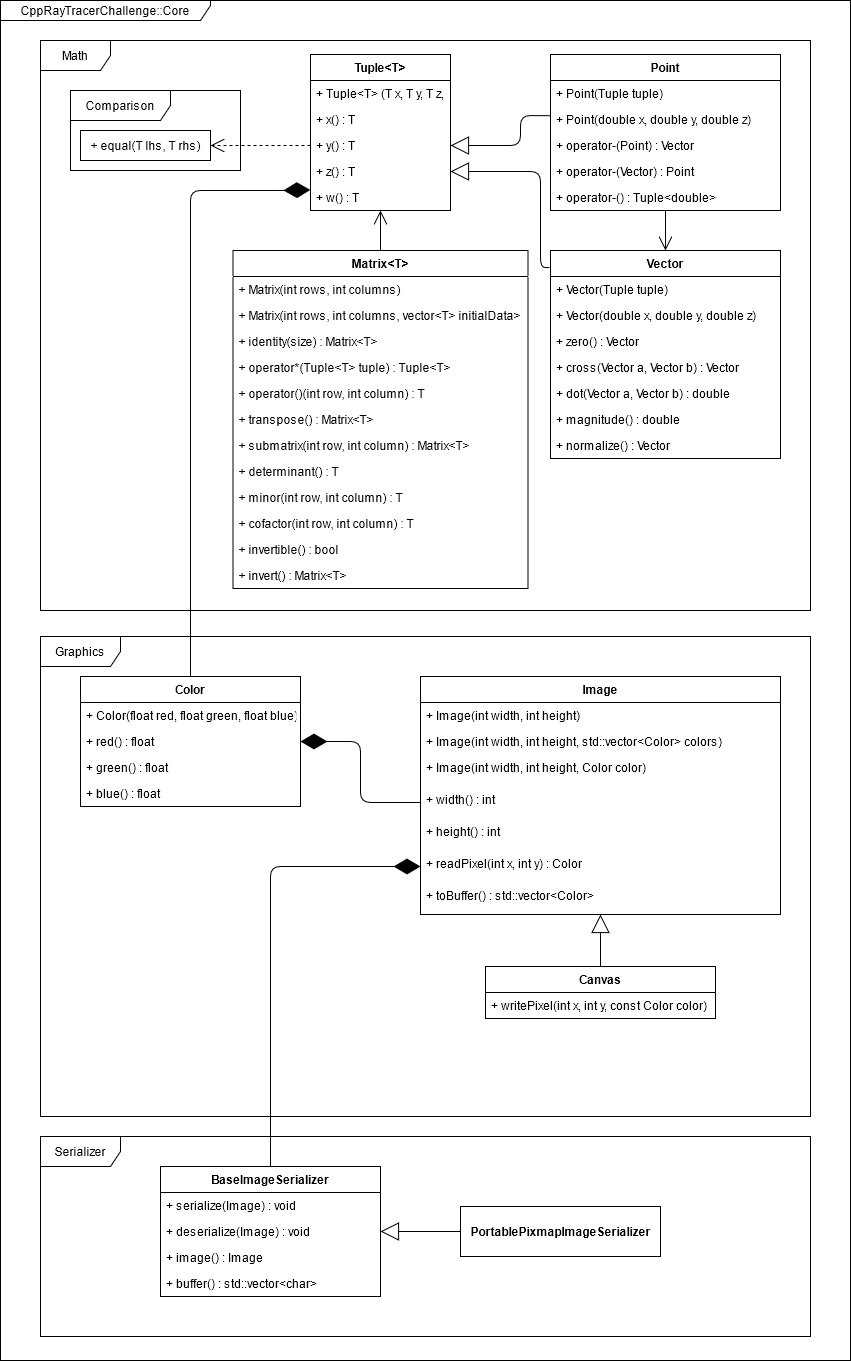 CppRayTracerChallenge::Core
Math
Comparison
+ equal(T lhs, T rhs)
Tuple<T>
+ Tuple<T> (T x, T y, T z,
+ x() : T
+ y() : T
+ z() : T
+ w() : T
Point
+ Point(Tuple tuple)
+ Point(double x, double y, double z)
+ operator-(Point) : Vector
+ operator-(Vector) : Point
+ operator-() : Tuple<double>
Matrix<T>
+ Matrix(int rows, int columns)
+ Matrix(int rows, int columns, vector<T> initialData>
+ identity(size) : Matrix<T>
+ operator*(Tuple<T> tuple) : Tuple<T>
+ operator()(int row, int column) : T
+ transpose() : Matrix<T>
+ submatrix(int row, int column) : Matrix<T>
+ determinant() : T
+ minor(int row, int column) : T
+ cofactor(int row, int column) : T
+ invertible() : bool
+ invert() : Matrix<T>
Vector
+ Vector(Tuple tuple)
+ Vector(double x, double y, double z)
+ zero() : Vector
+ cross(Vector a, Vector b) : Vector
+ dot(Vector a, Vector b) : double
+ magnitude() : double
+ normalize() : Vector
Graphics
Color
+ Color(float red, float green, float blue)
+ red() : float
+ green() : float
+ blue() : float
Image
+ Image(int width, int height)
+ Image(int width, int height, std::vector<Color> colors)
+ Image(int width, int height, Color color)
+ width() : int
+ height() : int
+ readPixel(int x, int y) : Color
+ toBuffer() : std::vector<Color>
Canvas
+ writePixel(int x, int y, const Color color)
Serializer
BaseImageSerializer
+ serialize(Image) : void
+ deserialize(Image) : void
+ image() : Image
+ buffer() : std::vector<char>
PortablePixmapImageSerializer